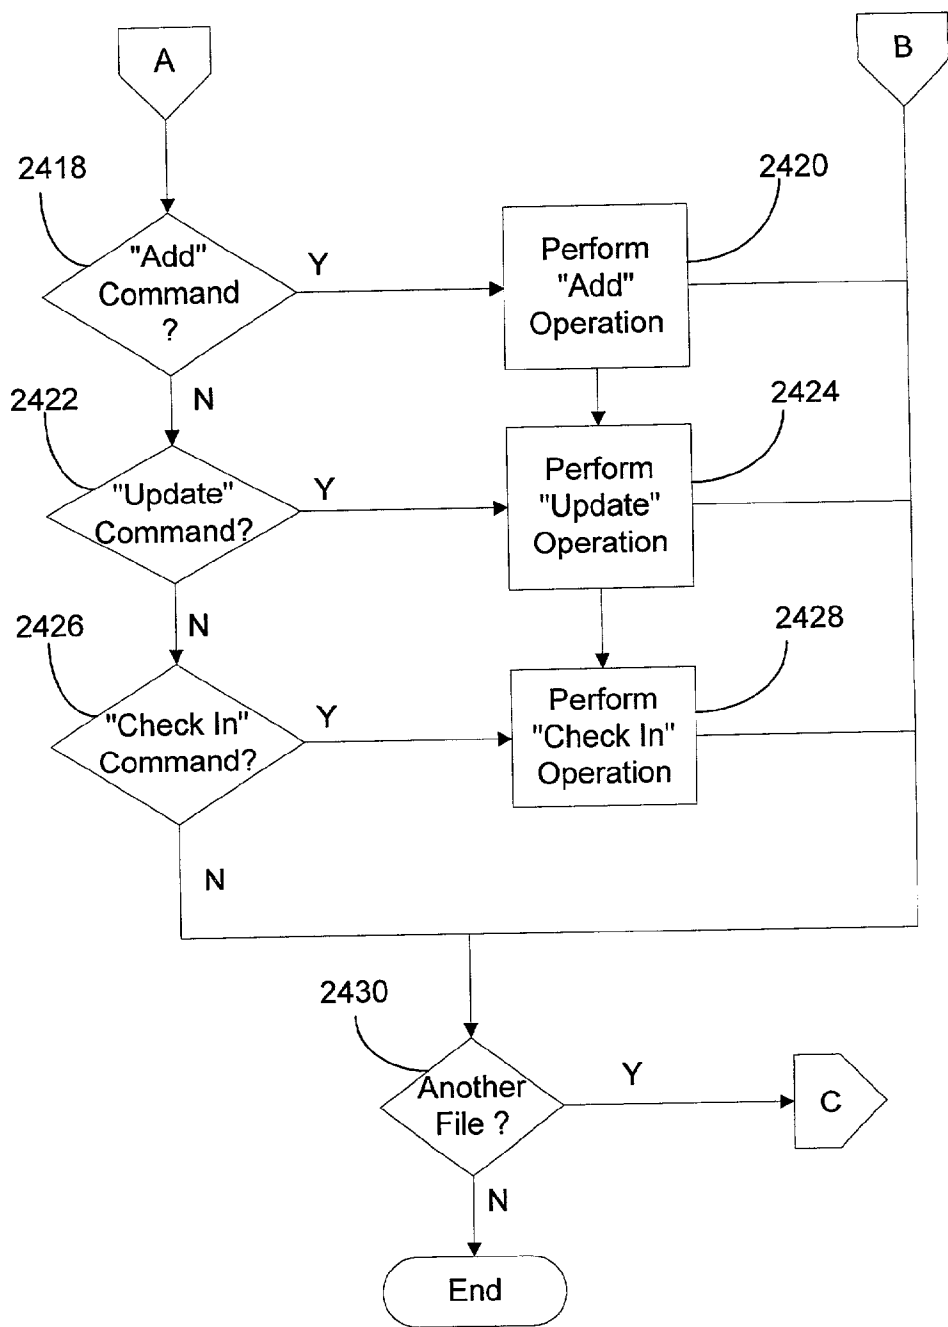 A
B
2418
"Add"
Command
?
Y
2420
Perform
"Add"
Operation
N
2422
"Update"
Command?
Y
2424
Perform
"Update"
Operation
N
2426
"Check In"
Command?
Y
2428
Perform
"Check In"
Operation
N
2430
Another
File ?
Y
C
N
End